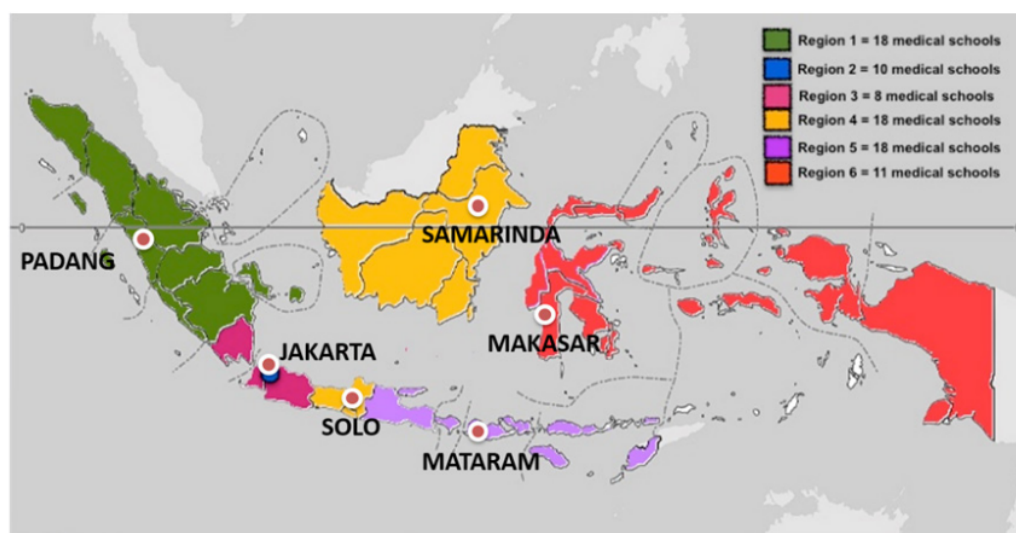 Region 1 = 18 medical schools
Region 2 = 10 medical schools
Region 3 = 8 medical schools
Region 4 = 18 medical schools
Region 5 = 18 medical schools
Region 6 = 11 medical schools
SAMARINDA
PADANG
MAKASAR
JAKARTA
SOLO
MATARAM